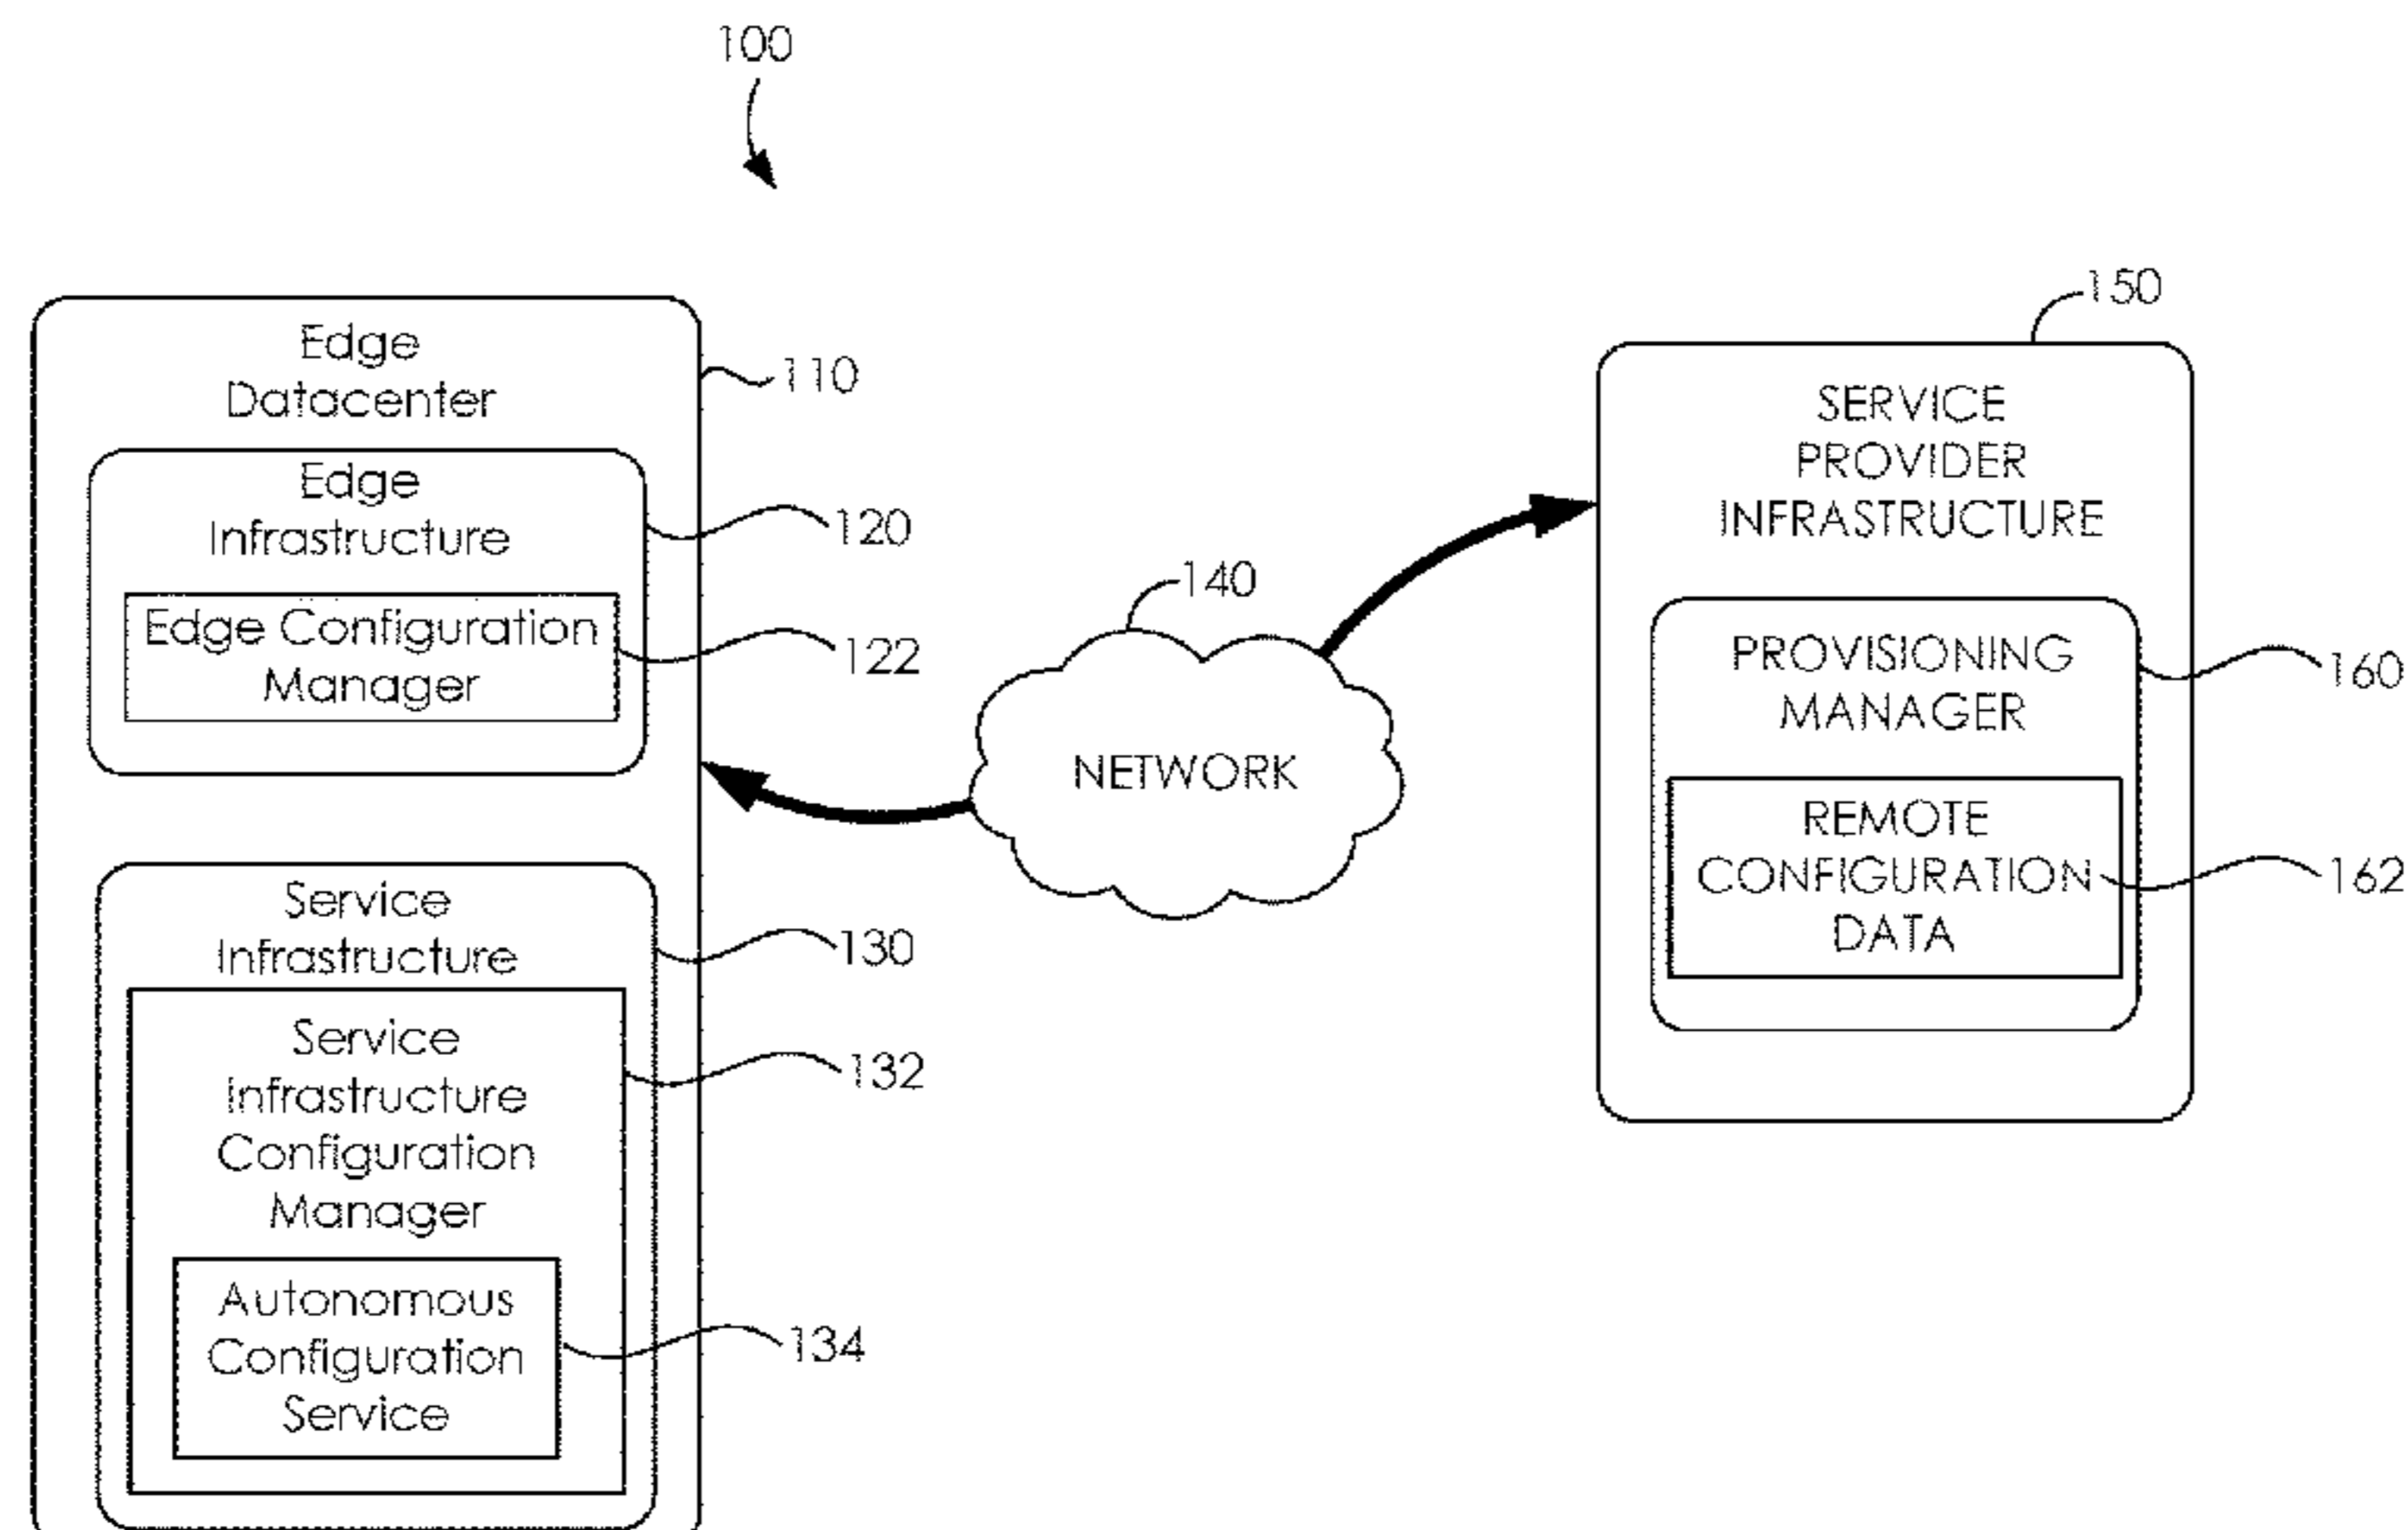 100
Edge
Datacenter
110
Edge
Infrastructure
120
Edge Configuration
Manager
122
Service
Infrastructure
130
Service
Infrastructure
Configuration
Manager
132
Autonomous
Configuration
Service
134
140
NETWORK
150
SERVICE
PROVIDER
INFRASTRUCTURE
PROVISIONING
MANAGER
160
REMOTE
CONFIGURATION
DATA
162